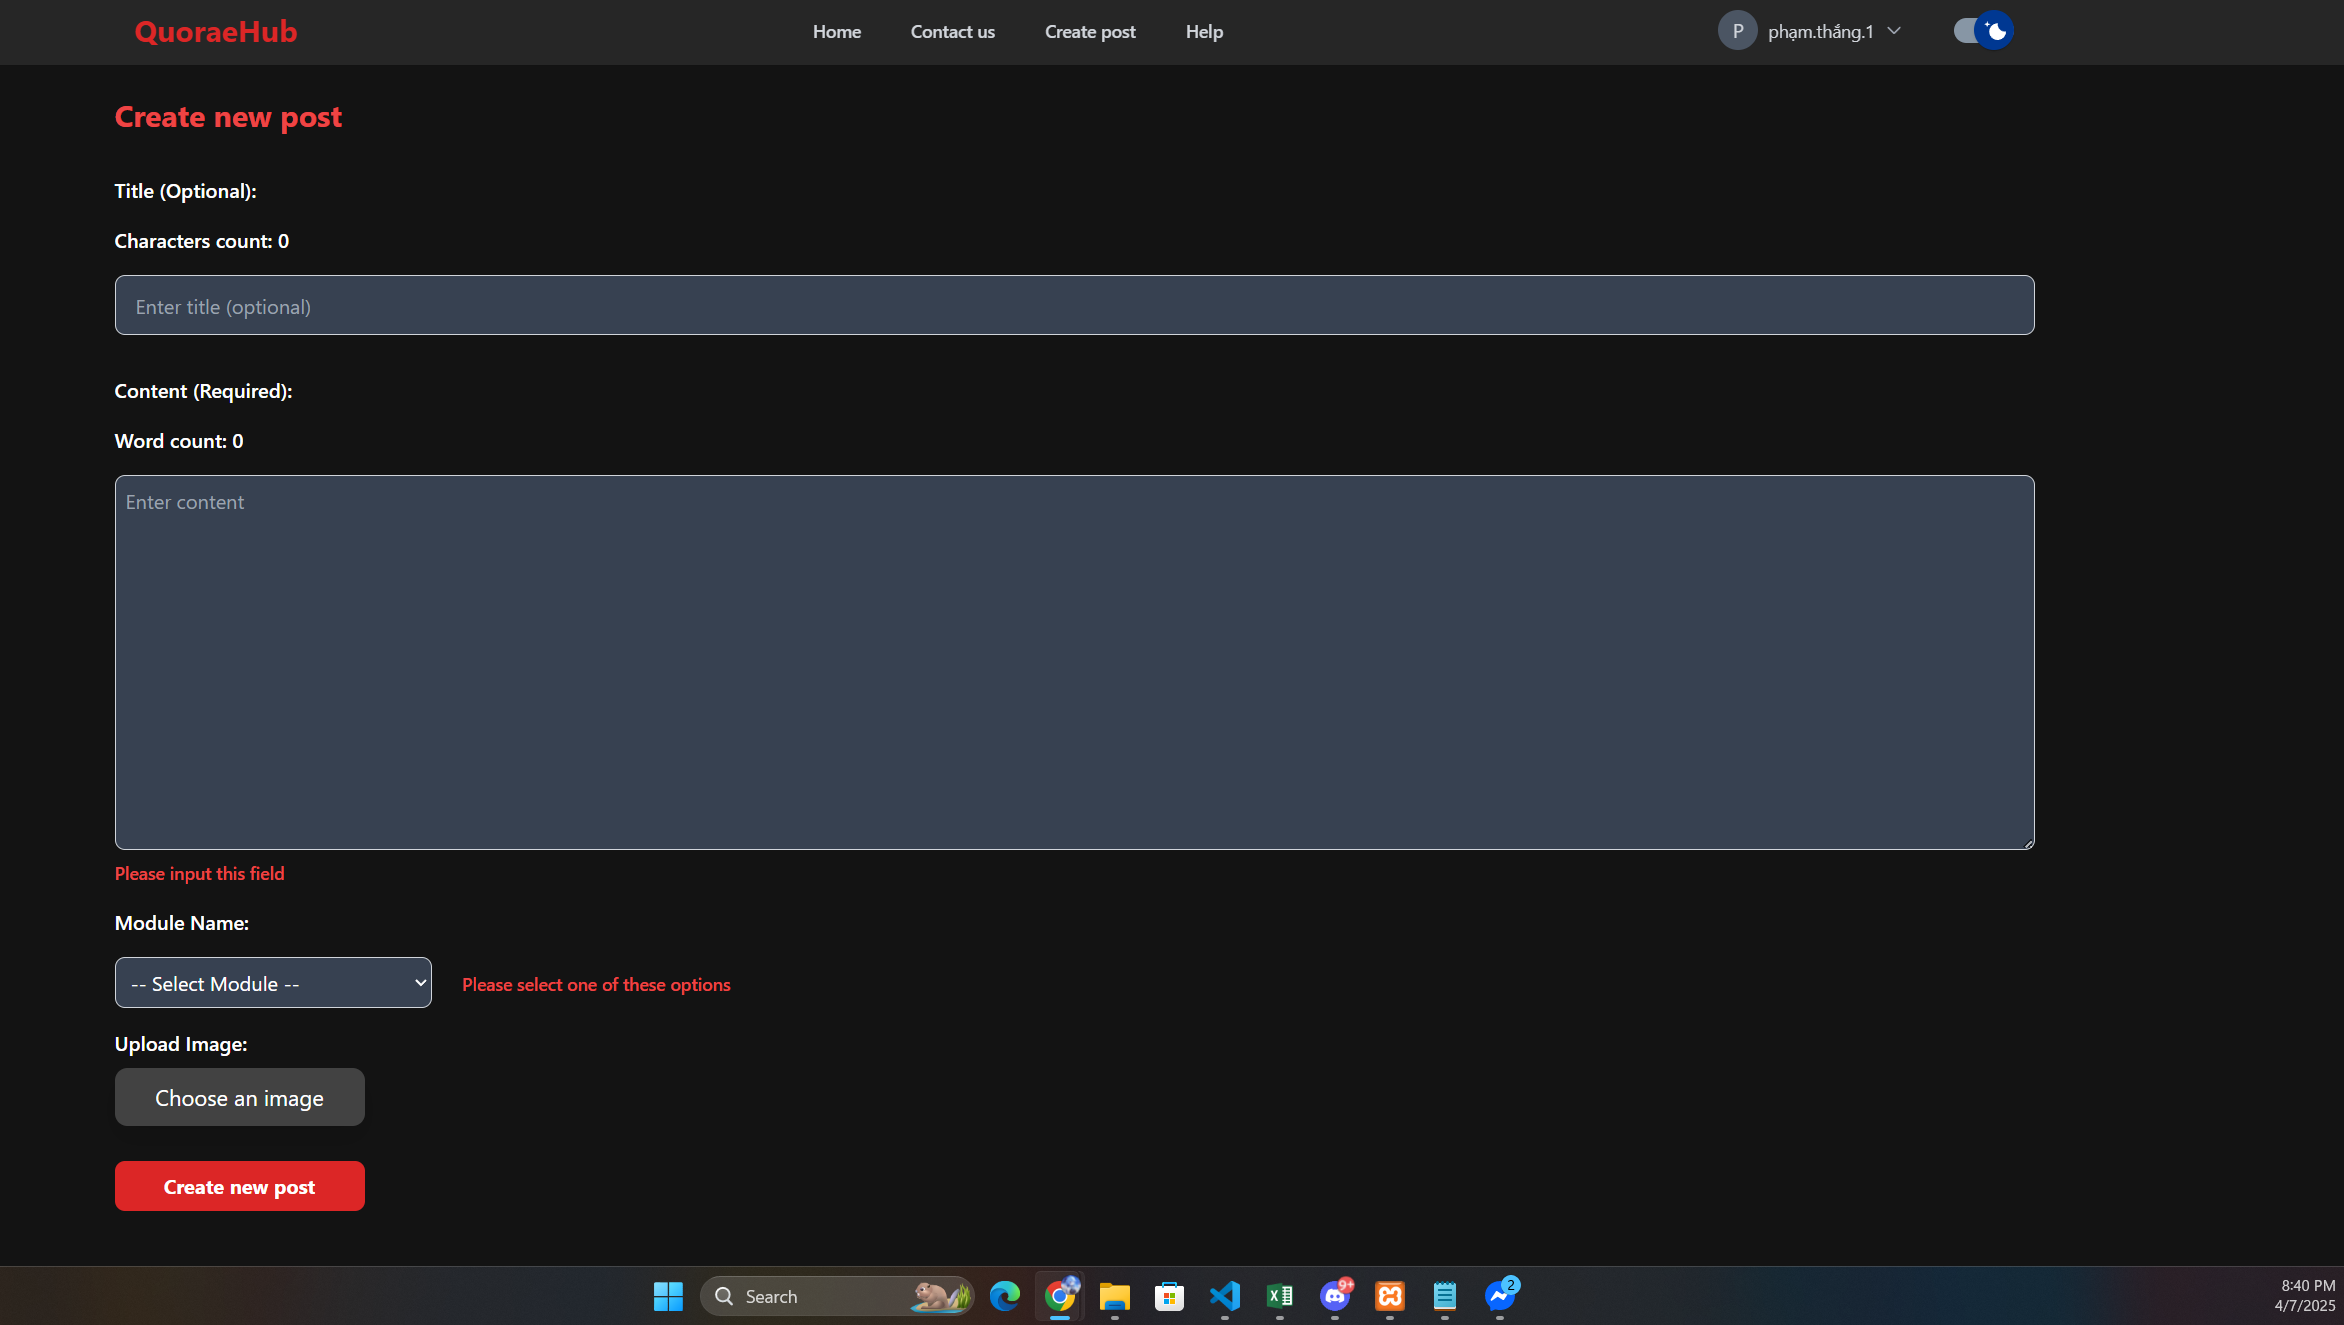 QuoraeHub
Home Contact us Create post Help
P phạm.thắng.1
Create new post
Title (Optional):
Characters count: 0
Enter title (optional)
Content (Required):
Word count: 0
Enter content
Please input this field
Module Name:
-- Select Module -- Please select one of these options
Upload Image:
Choose an image
Create new post
Search 9+ 2
8:40 PM
4/7/2025